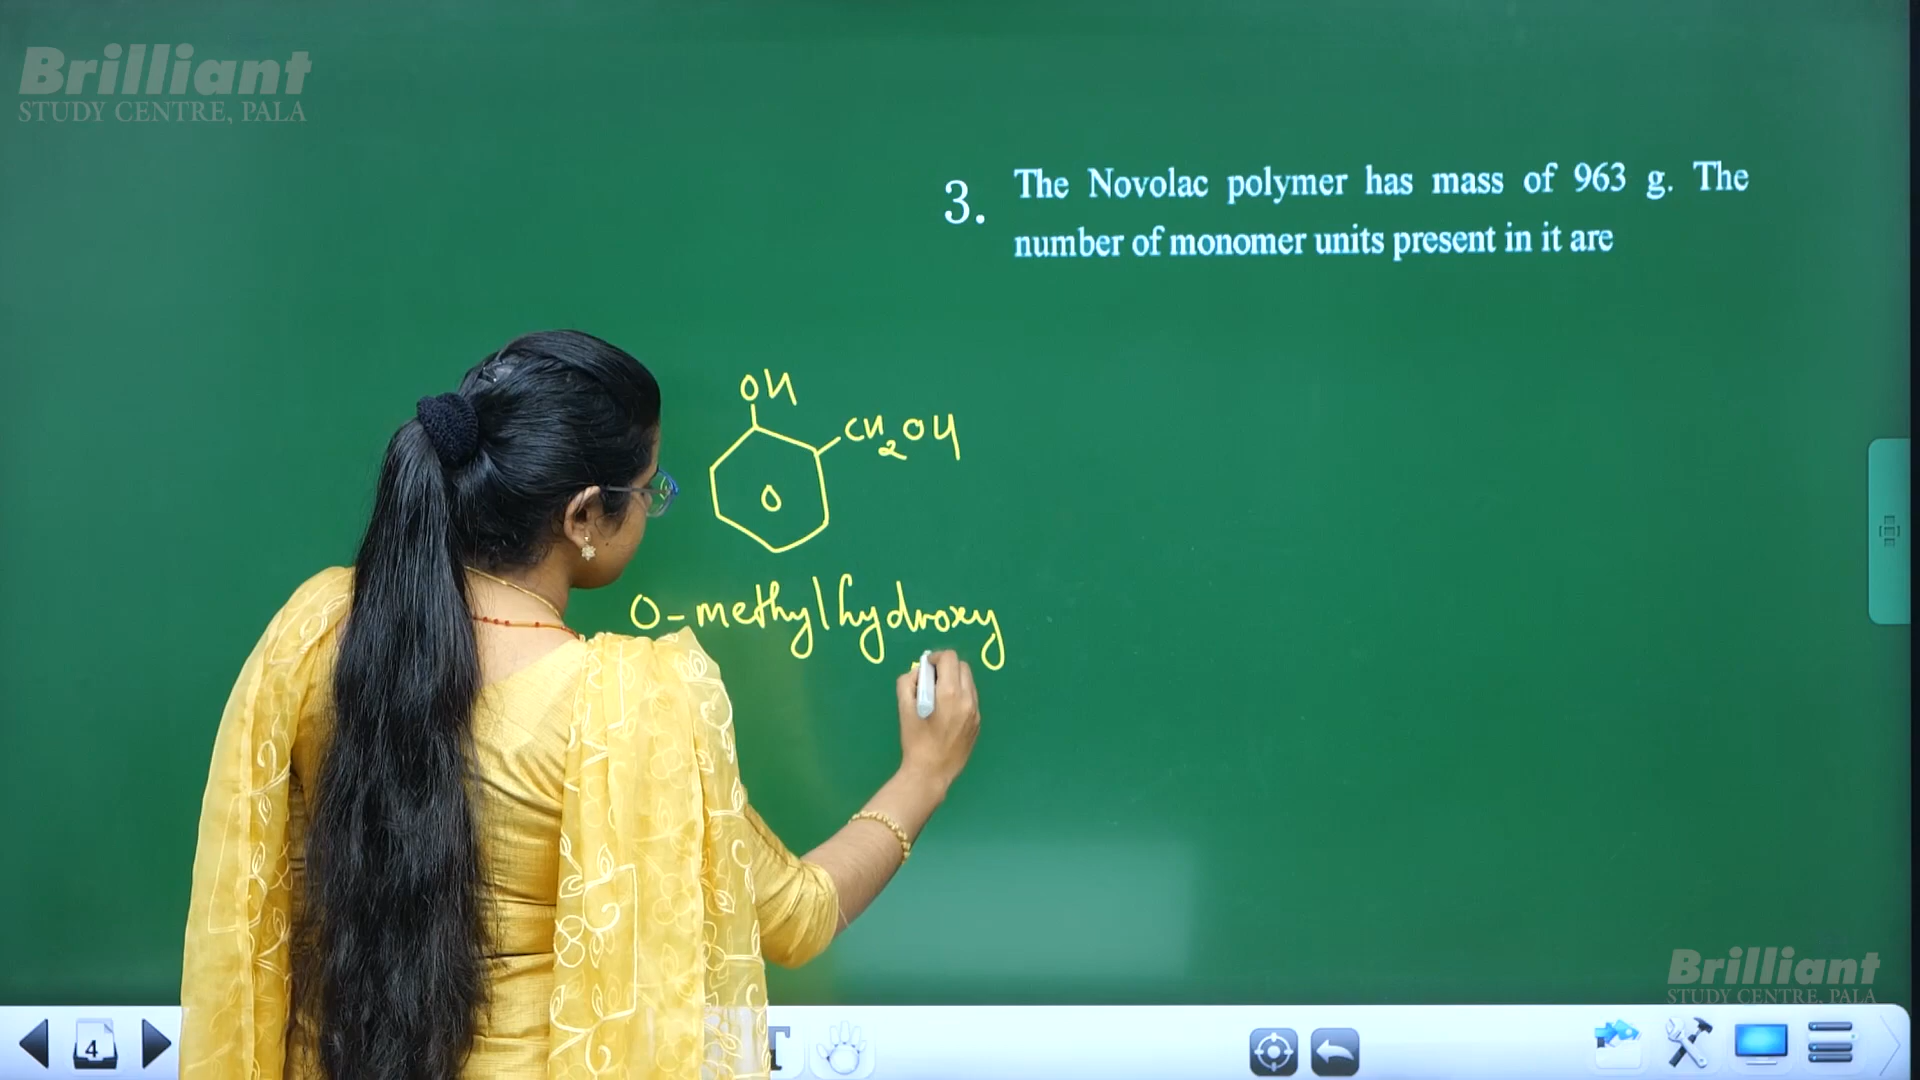 Brilliant
STUDY CENTRE, PALA
3. The Novolac polymer has mass of 963 g. The
number of monomer units present in it are
OH
CH2OH
O
O-methylhydroxy
4
T
Brilliant
STUDY CENTRE, PALA